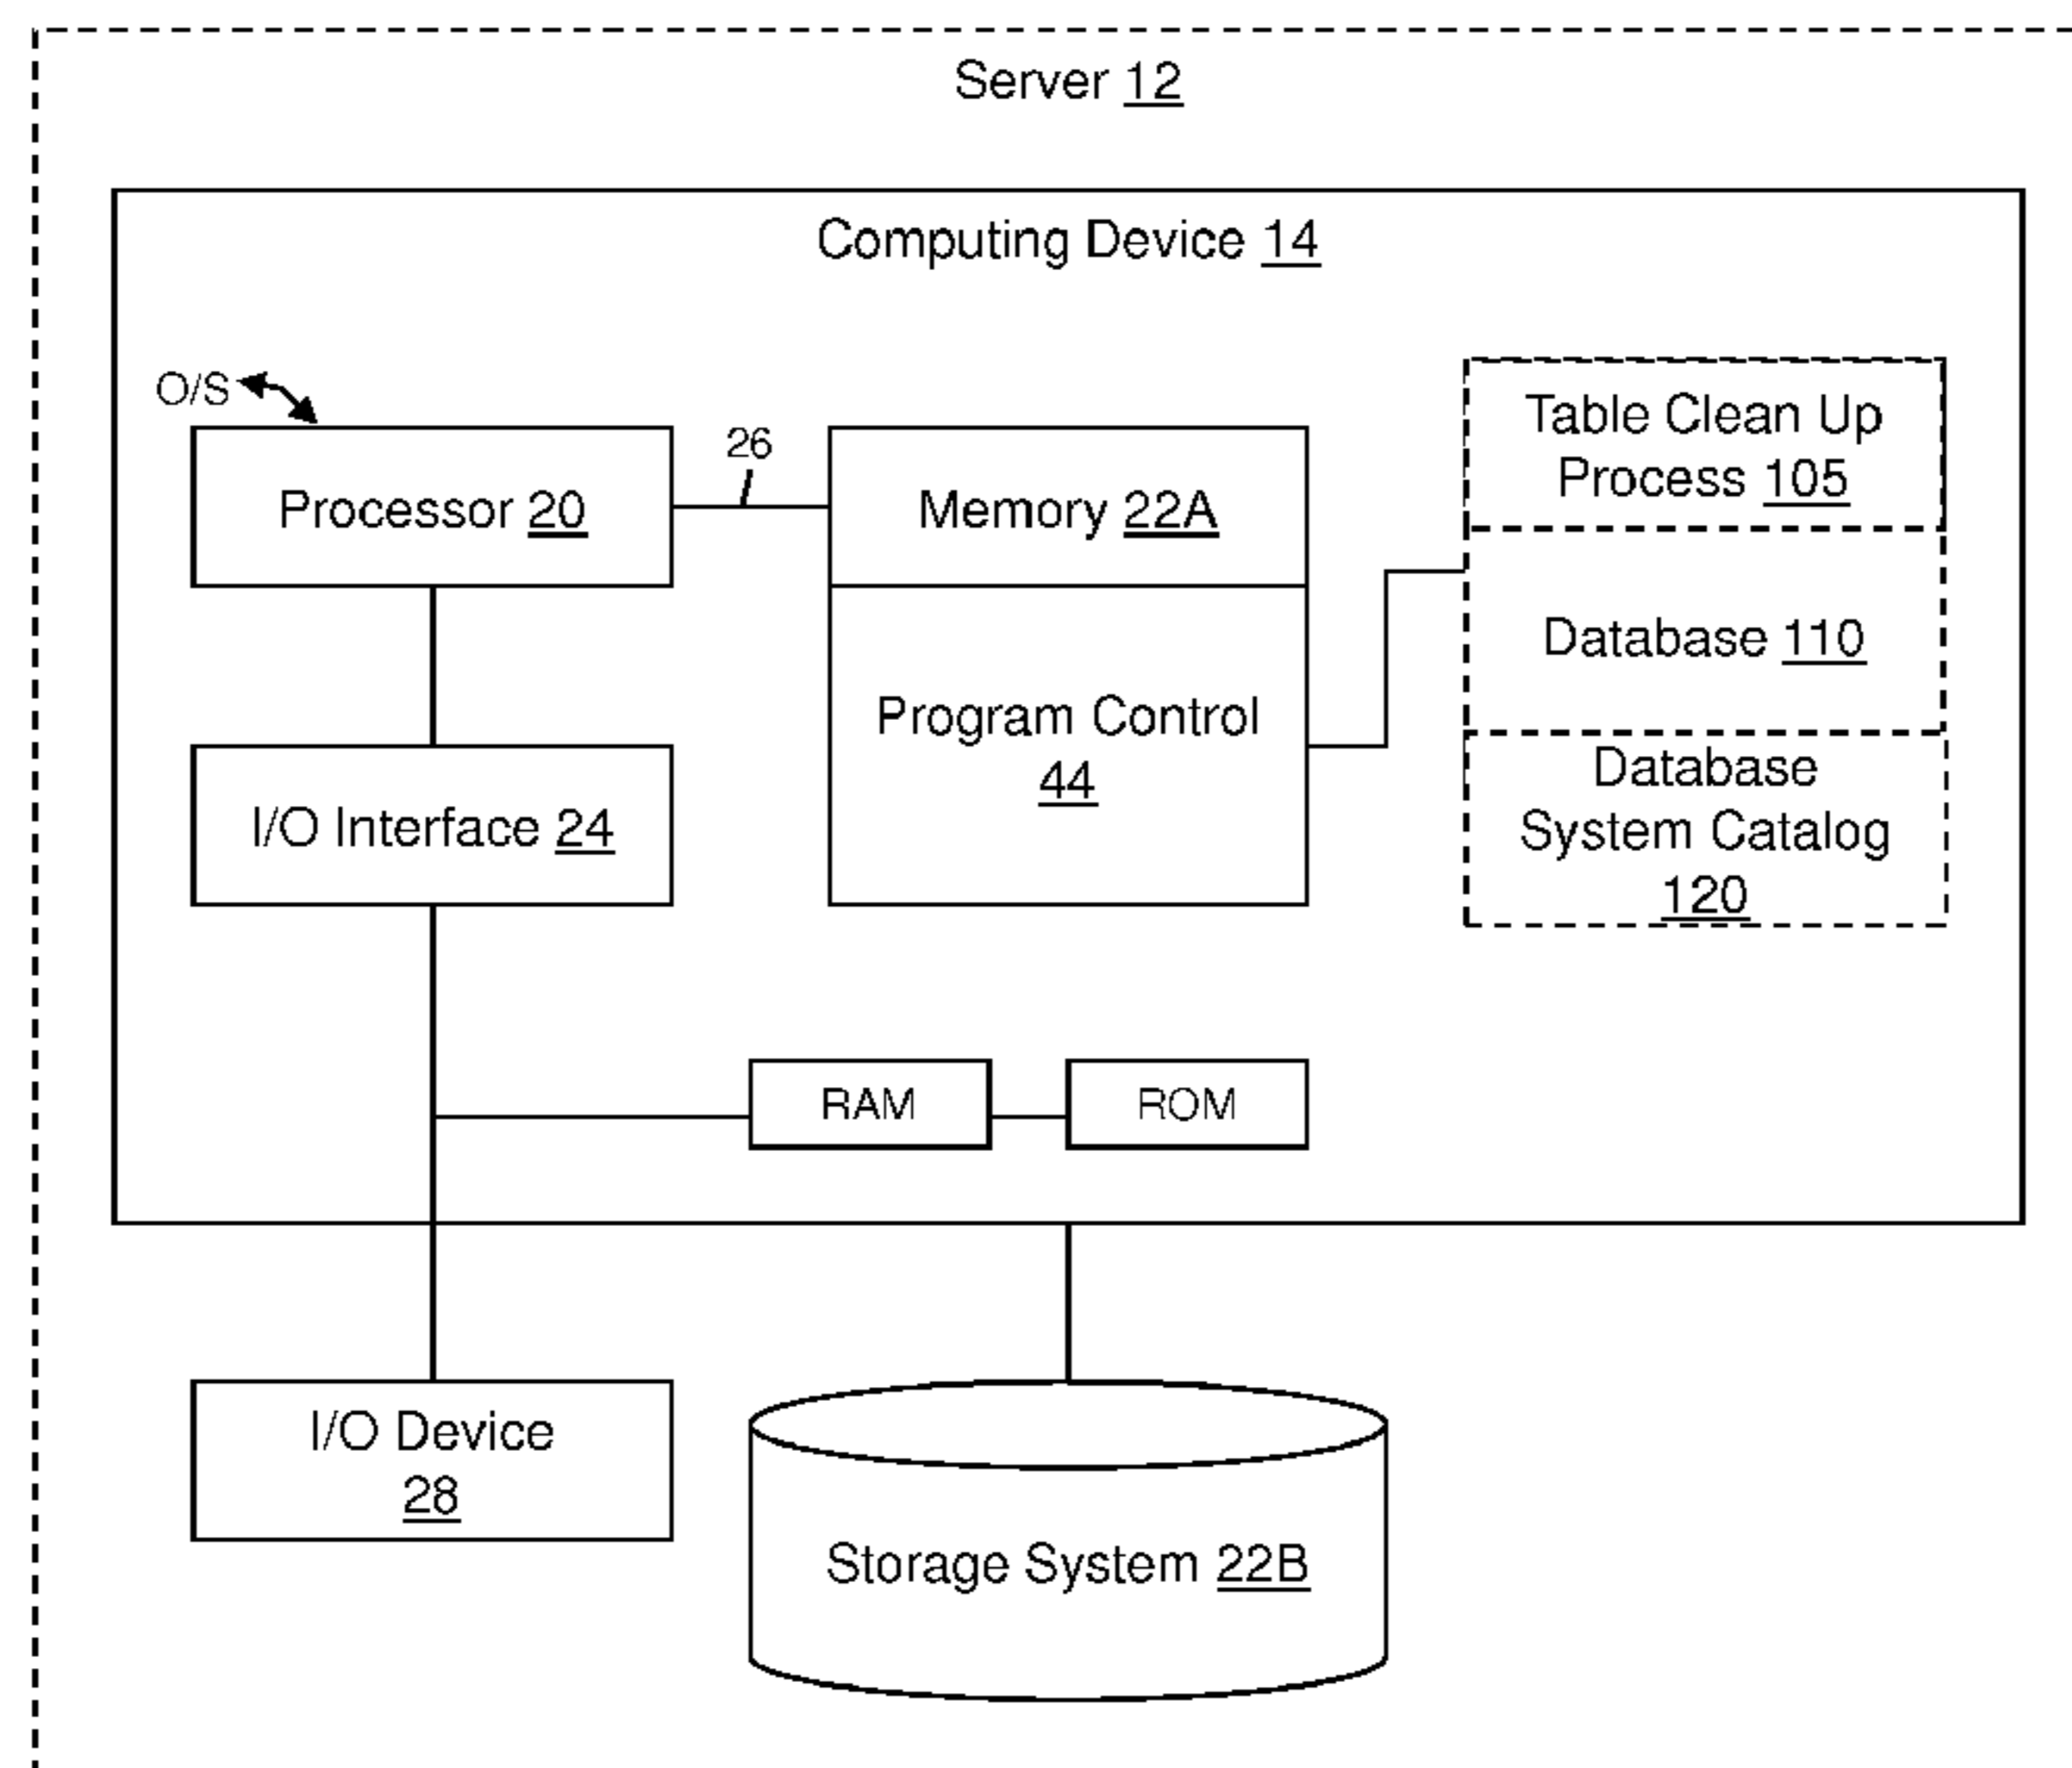 Server 12
Computing Device 14
O/S
26
Processor 20
Memory 22A
Table Clean Up
Process 105
Database 110
Program Control
44
Database
System Catalog
120
I/O Interface 24
RAM
ROM
I/O Device
28
Storage System 22B